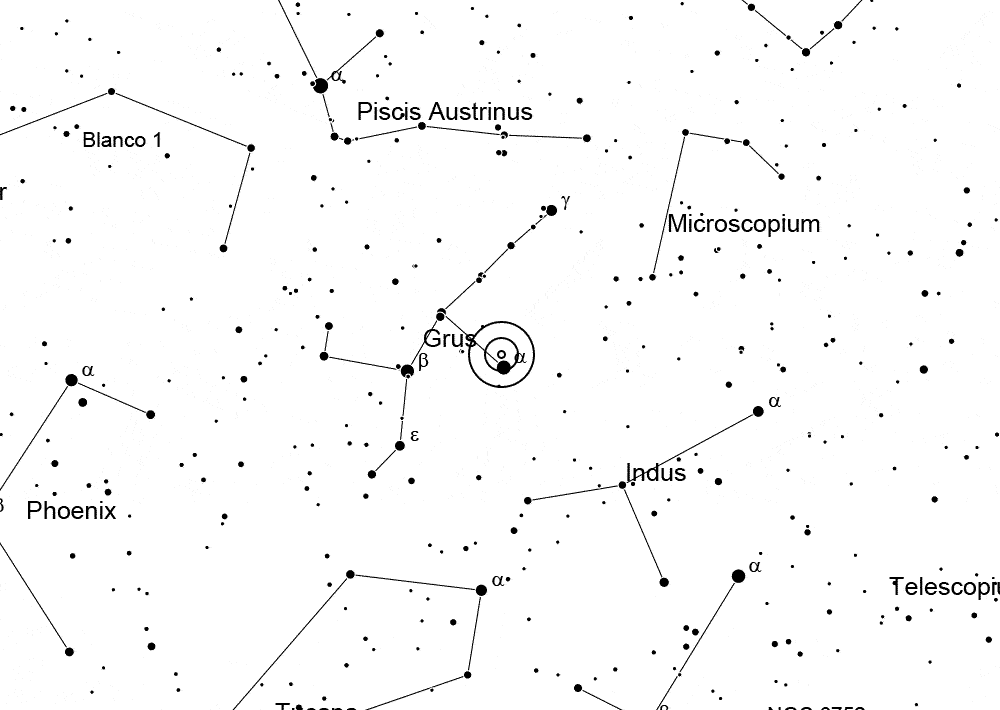 α
Piscis Austrinus
Blanco 1
r
γ
Microscopium
Grus
α
β
α
α
ε
Indus
β
Phoenix
α
α
Telescopiu